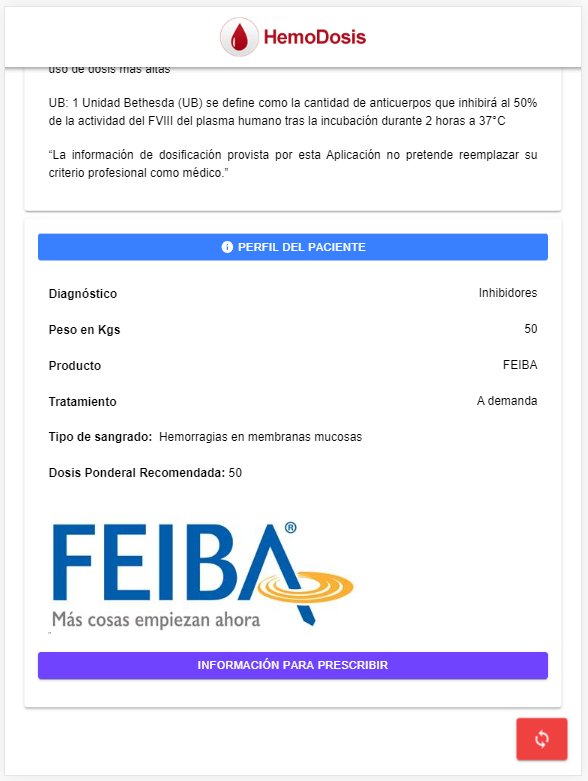 HemoDosis
uso de dosis más altas
UB: 1 Unidad Bethesda (UB) se define como la cantidad de anticuerpos que inhibirá al 50%
de la actividad del FVIII del plasma humano tras la incubación durante 2 horas a 37°C
“La información de dosificación provista por esta Aplicación no pretende reemplazar su
criterio profesional como médico.”
PERFIL DEL PACIENTE
Diagnóstico Inhibidores
Peso en Kgs 50
Producto FEIBA
Tratamiento A demanda
Tipo de sangrado: Hemorragias en membranas mucosas
Dosis Ponderal Recomendada: 50
FEIBA®
Más cosas empiezan ahora
INFORMACIÓN PARA PRESCRIBIR